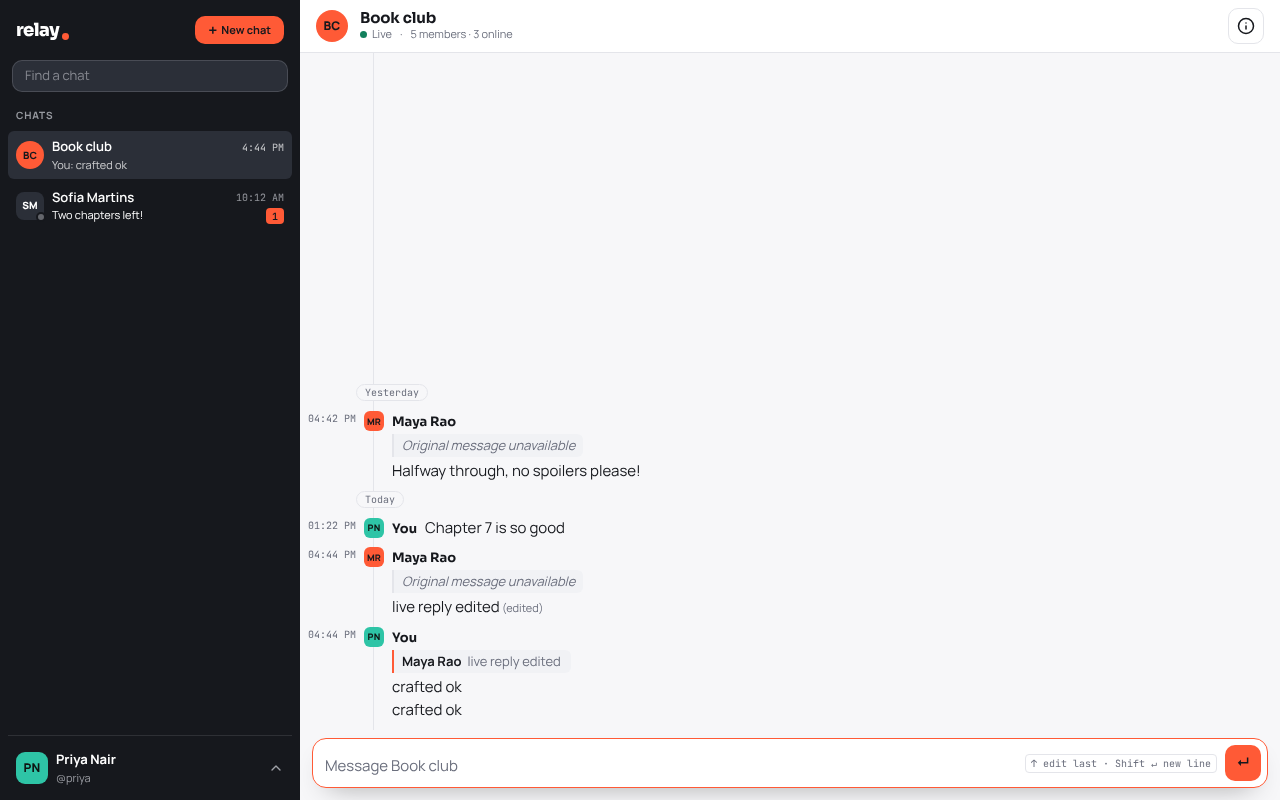 relay.
+ New chat
Find a chat
CHATS
BC Book club 4:44 PM
You: crafted ok
SM Sofia Martins 10:12 AM
Two chapters left! 1
PN Priya Nair
@priya
BC Book club
Live · 5 members · 3 online
Yesterday
04:42 PM MR Maya Rao
Original message unavailable
Halfway through, no spoilers please!
Today
01:22 PM PN You Chapter 7 is so good
04:44 PM MR Maya Rao
Original message unavailable
live reply edited (edited)
04:44 PM PN You
Maya Rao live reply edited
crafted ok
crafted ok
Message Book club ↑ edit last · Shift ↵ new line ↵